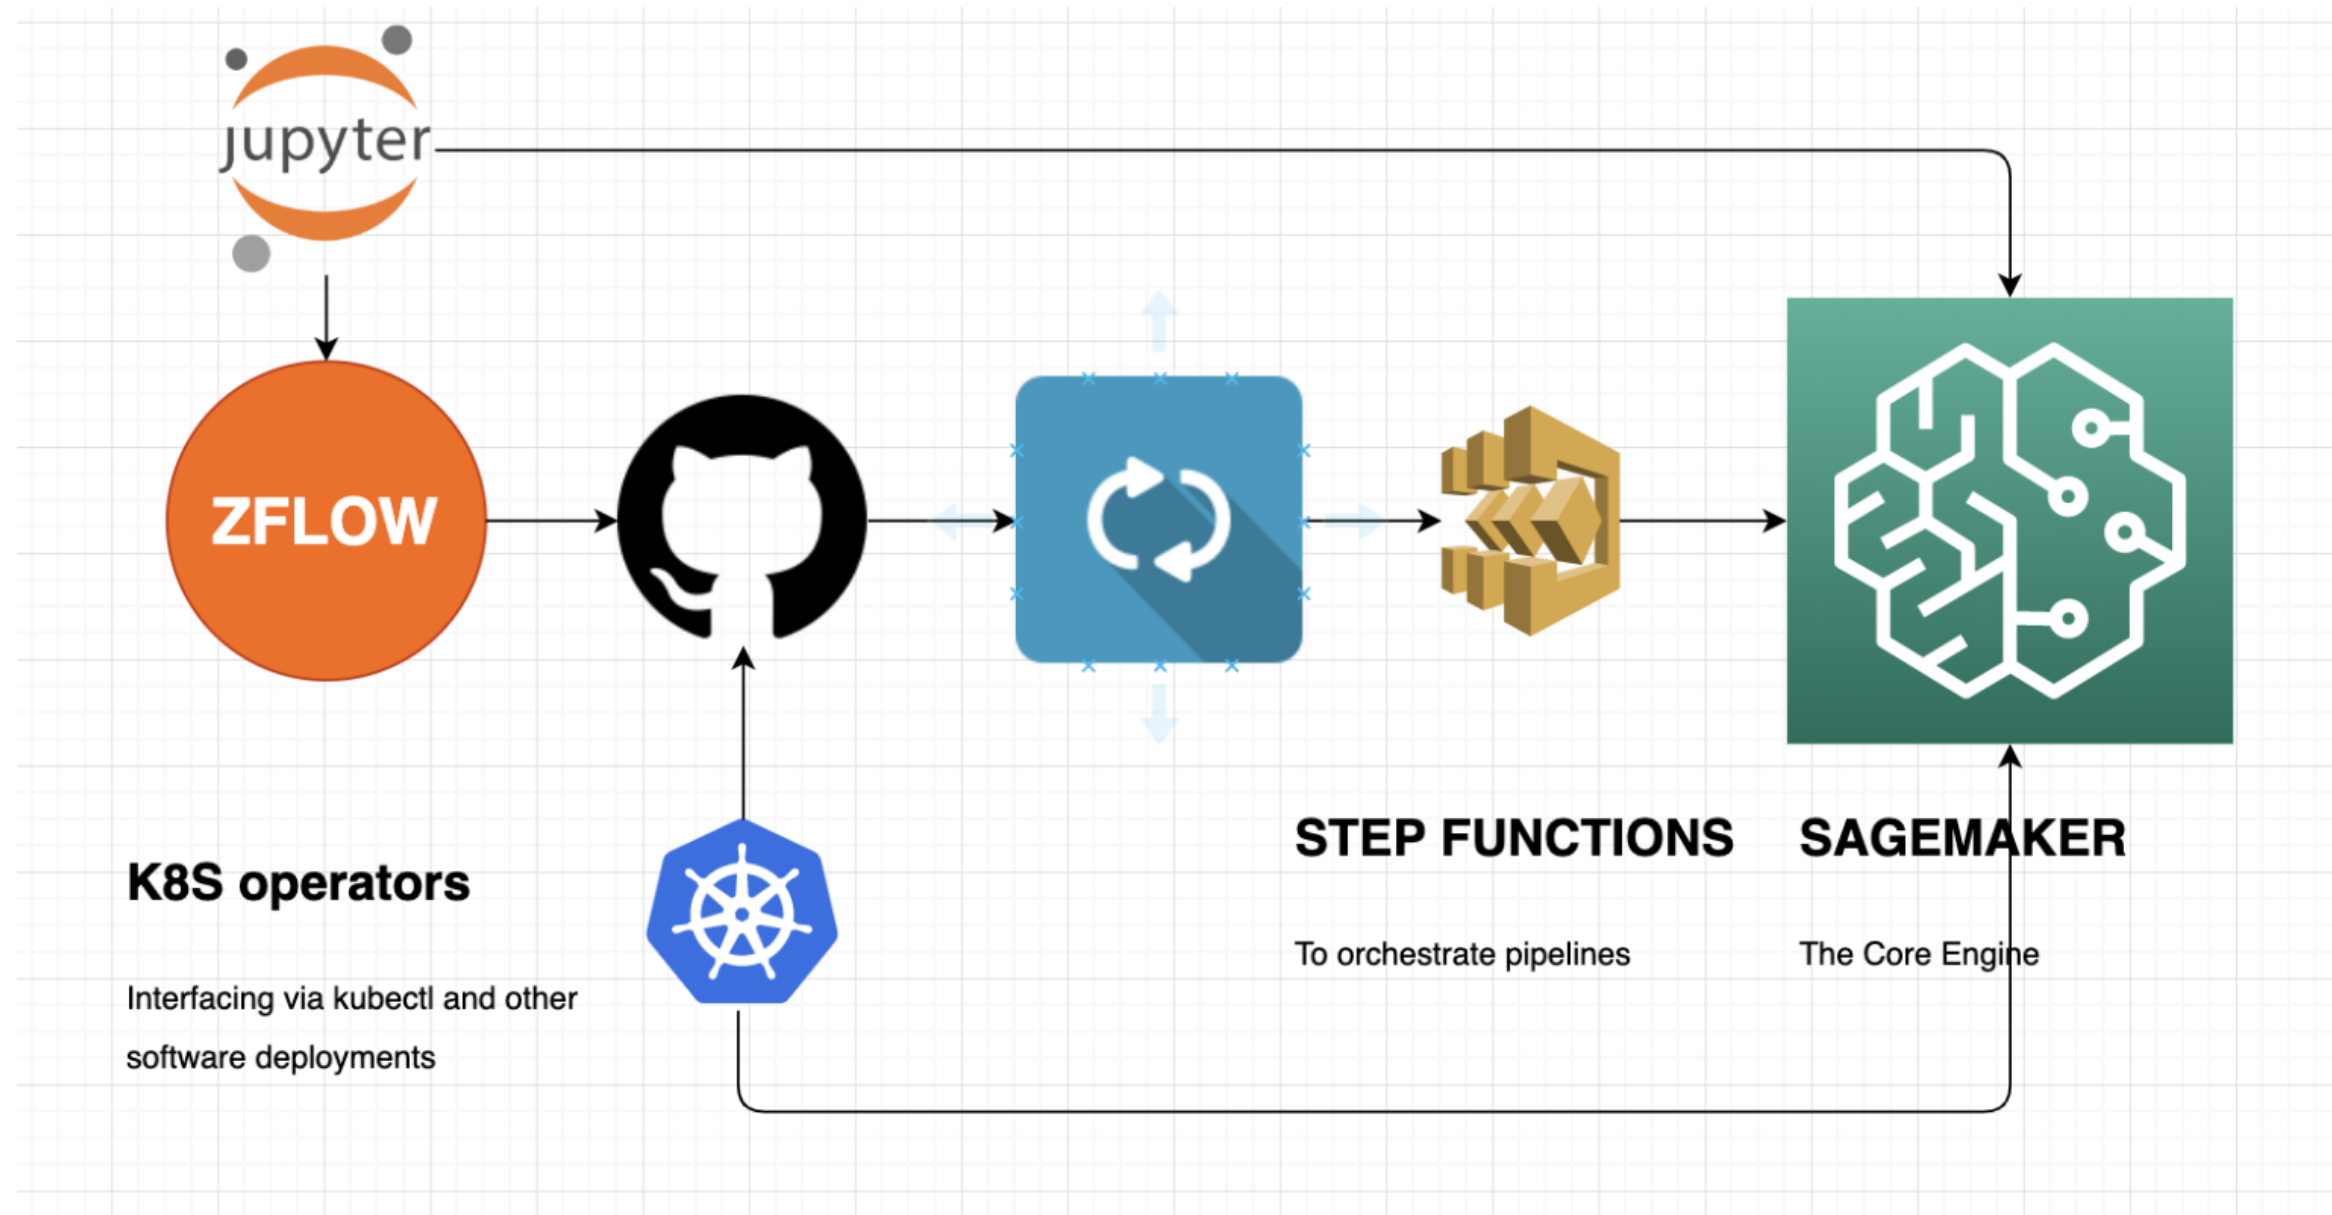 jupyter
ZFLOW
K8S operators
Interfacing via kubectl and other
software deployments
STEP FUNCTIONS
To orchestrate pipelines
SAGEMAKER
The Core Engine